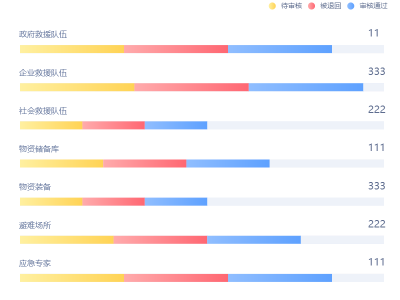 待审核 被退回 审核通过
政府救援队伍 11
企业救援队伍 333
社会救援队伍 222
物资储备库 111
物资装备 333
避难场所 222
应急专家 111